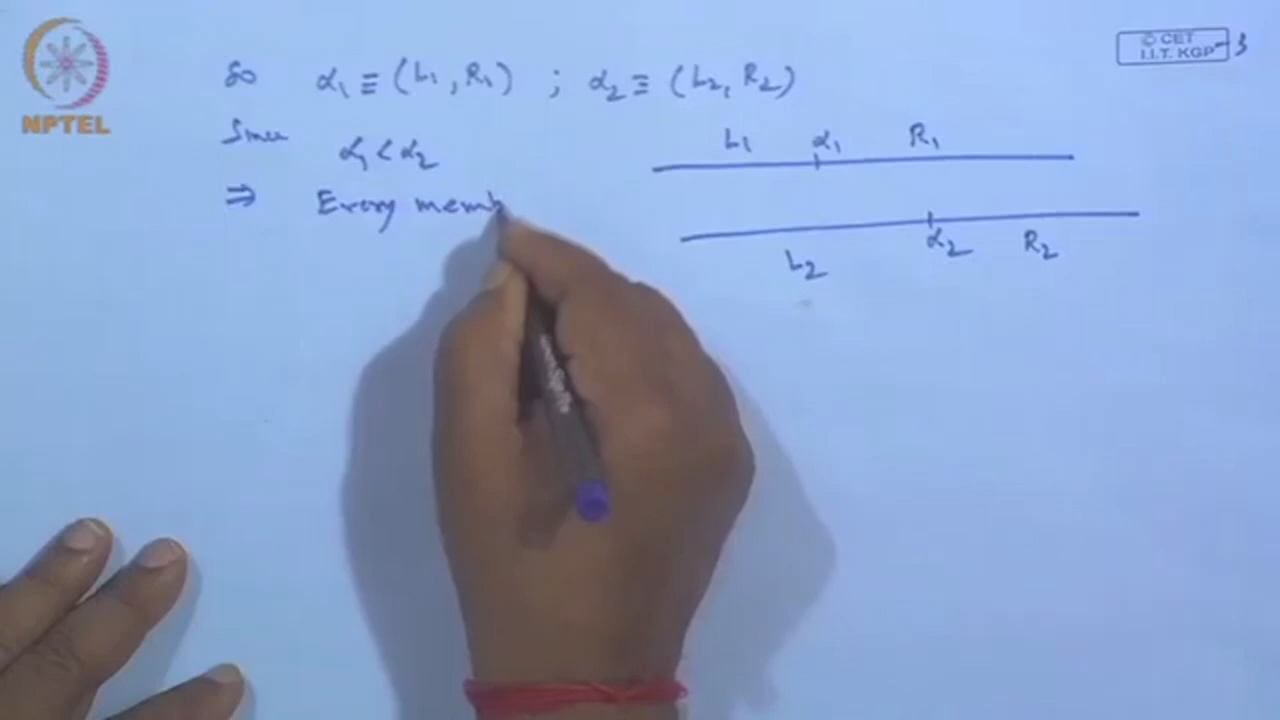 NPTEL
© CET
I.I.T. KGP -3
So α₁ ≡ (L₁, R₁) ; α₂ ≡ (L₂, R₂)
Since
α₁ < α₂
L₁ α₁ R₁
⇒ Every memb
α₂ R₂
L₂